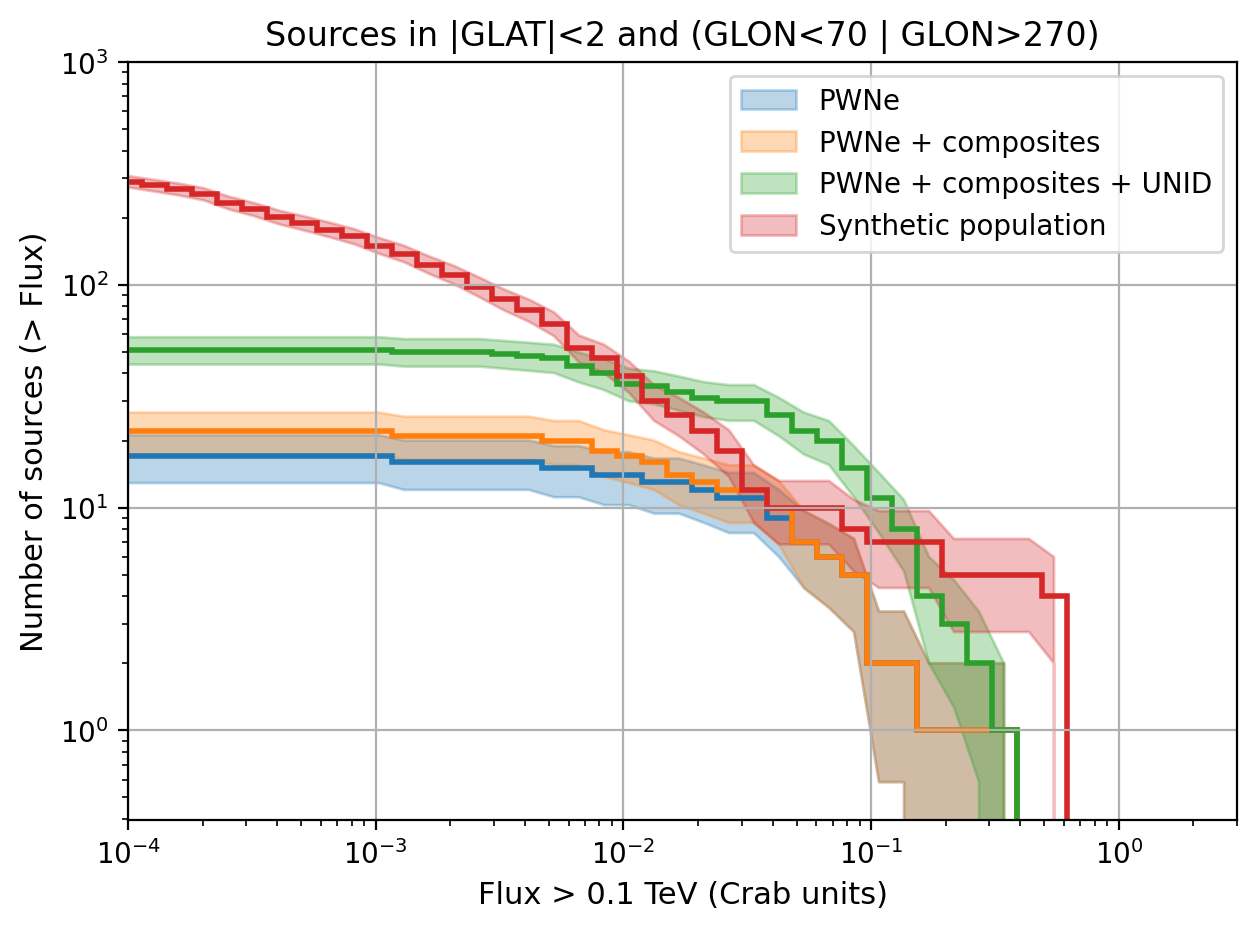 Sources in |GLAT|<2 and (GLON<70 | GLON>270)
PWNe
PWNe + composites
PWNe + composites + UNID
Synthetic population
Number of sources (> Flux)
10³
10²
10¹
10⁰
10⁻⁴
10⁻³
10⁻²
10⁻¹
10⁰
Flux > 0.1 TeV (Crab units)